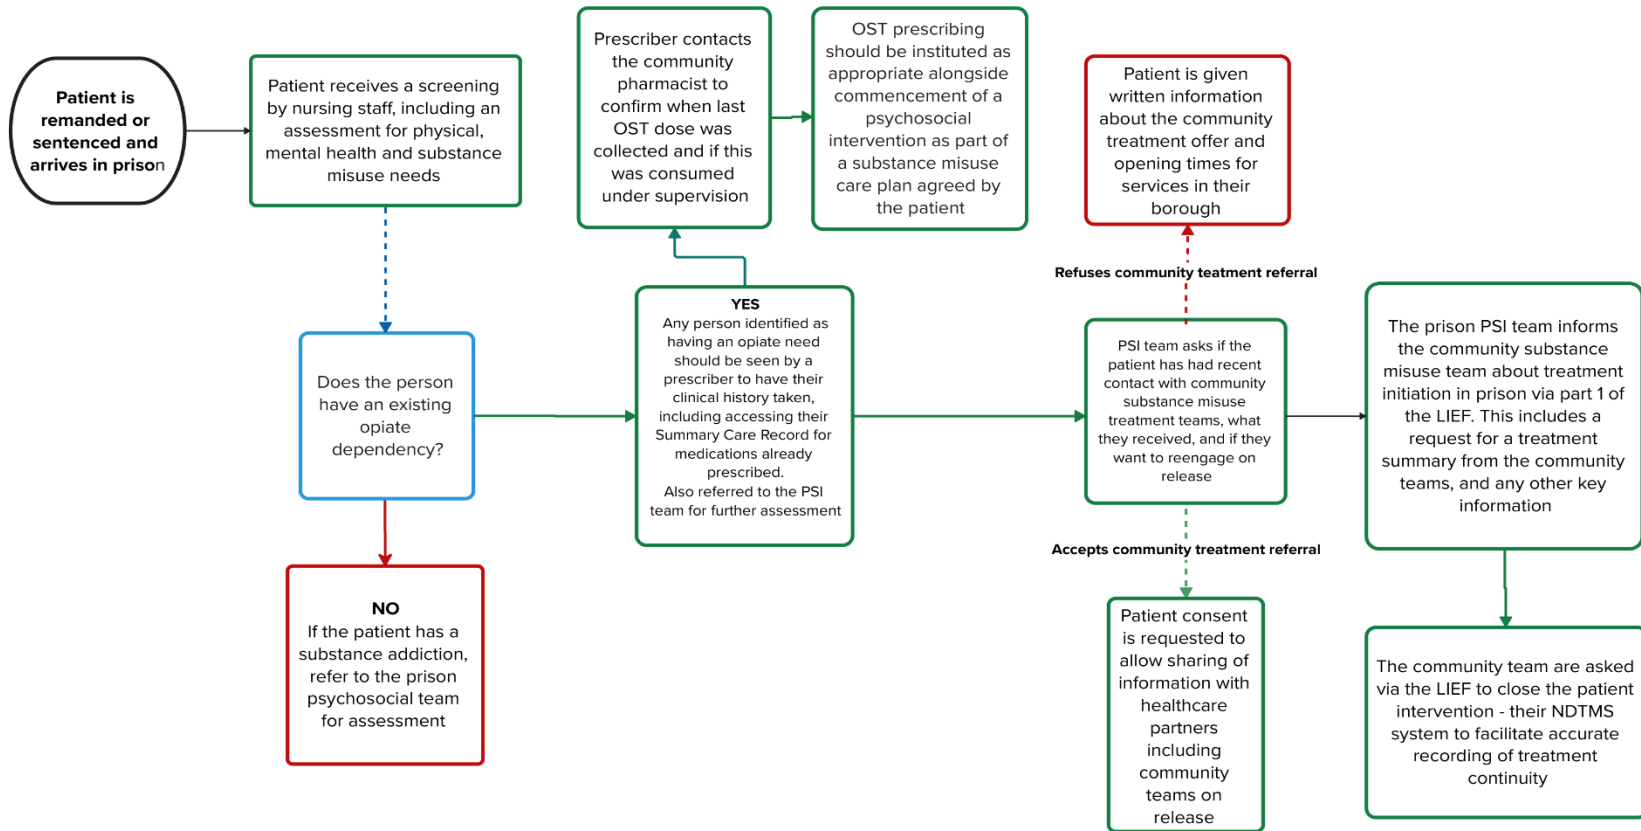 Patient is
remanded or
sentenced and
arrives in prison
Patient receives a screening
by nursing staff, including an
assessment for physical,
mental health and substance
misuse needs
Prescriber contacts
the community
pharmacist to
confirm when last
OST dose was
collected and if this
was consumed
under supervision
OST prescribing
should be instituted as
appropriate alongside
commencement of a
psychosocial
intervention as part of
a substance misuse
care plan agreed by
the patient
Patient is given
written information
about the community
treatment offer and
opening times for
services in their
borough
Refuses community teatment referral
Does the person
have an existing
opiate
dependency?
YES
Any person identified as
having an opiate need
should be seen by a
prescriber to have their
clinical history taken,
including accessing their
Summary Care Record for
medications already
prescribed.
Also referred to the PSI
team for further assessment
PSI team asks if the
patient has had recent
contact with community
substance misuse
treatment teams, what
they received, and if they
want to reengage on
release
The prison PSI team informs
the community substance
misuse team about treatment
initiation in prison via part 1 of
the LIEF. This includes a
request for a treatment
summary from the community
teams, and any other key
information
Accepts community treatment referral
NO
If the patient has a
substance addiction,
refer to the prison
psychosocial team
for assessment
Patient consent
is requested to
allow sharing of
information with
healthcare
partners
including
community
teams on
release
The community team are asked
via the LIEF to close the patient
intervention - their NDTMS
system to facilitate accurate
recording of treatment
continuity